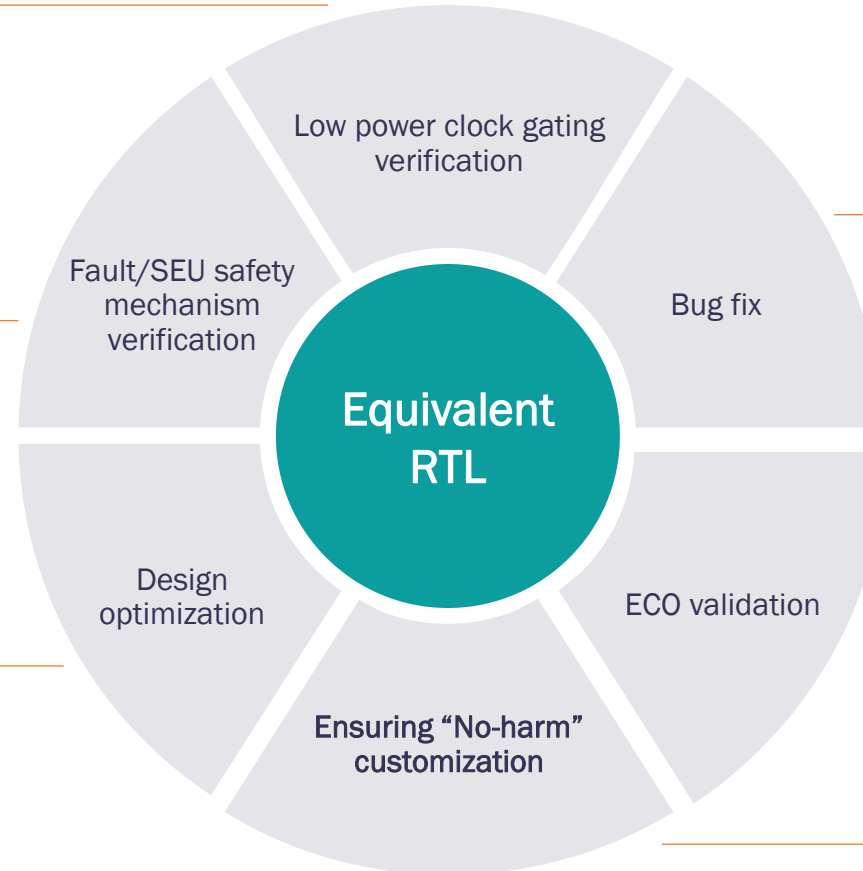 Low power clock gating
verification
Fault/SEU safety
mechanism
verification
Bug fix
Equivalent
RTL
Design
optimization
ECO validation
Ensuring “No-harm”
customization